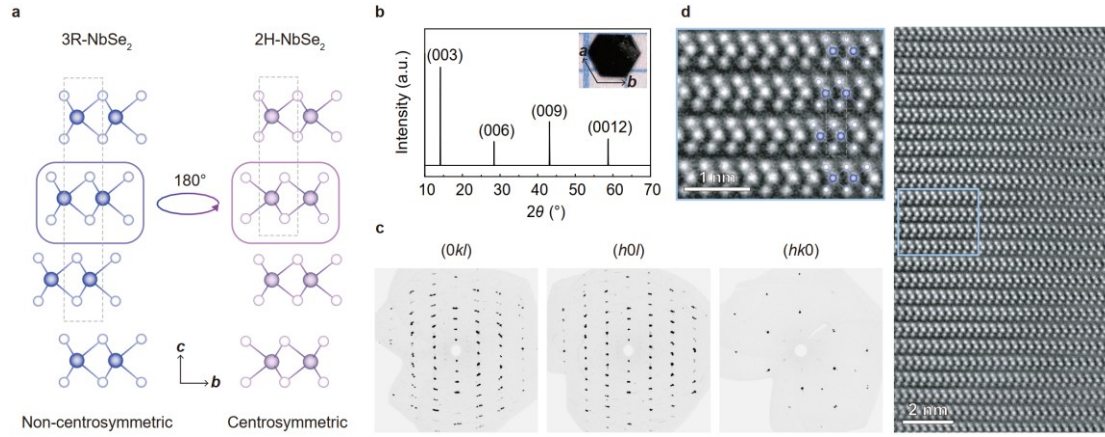 a
3R-NbSe₂
2H-NbSe₂
180°
c
b
Non-centrosymmetric
Centrosymmetric
b
Intensity (a.u.)
(003)
(006)
(009)
(0012)
a
b
10 20 30 40 50 60 70
2θ (°)
c
(0kl)
(h0l)
(hk0)
d
1 nm
2 nm